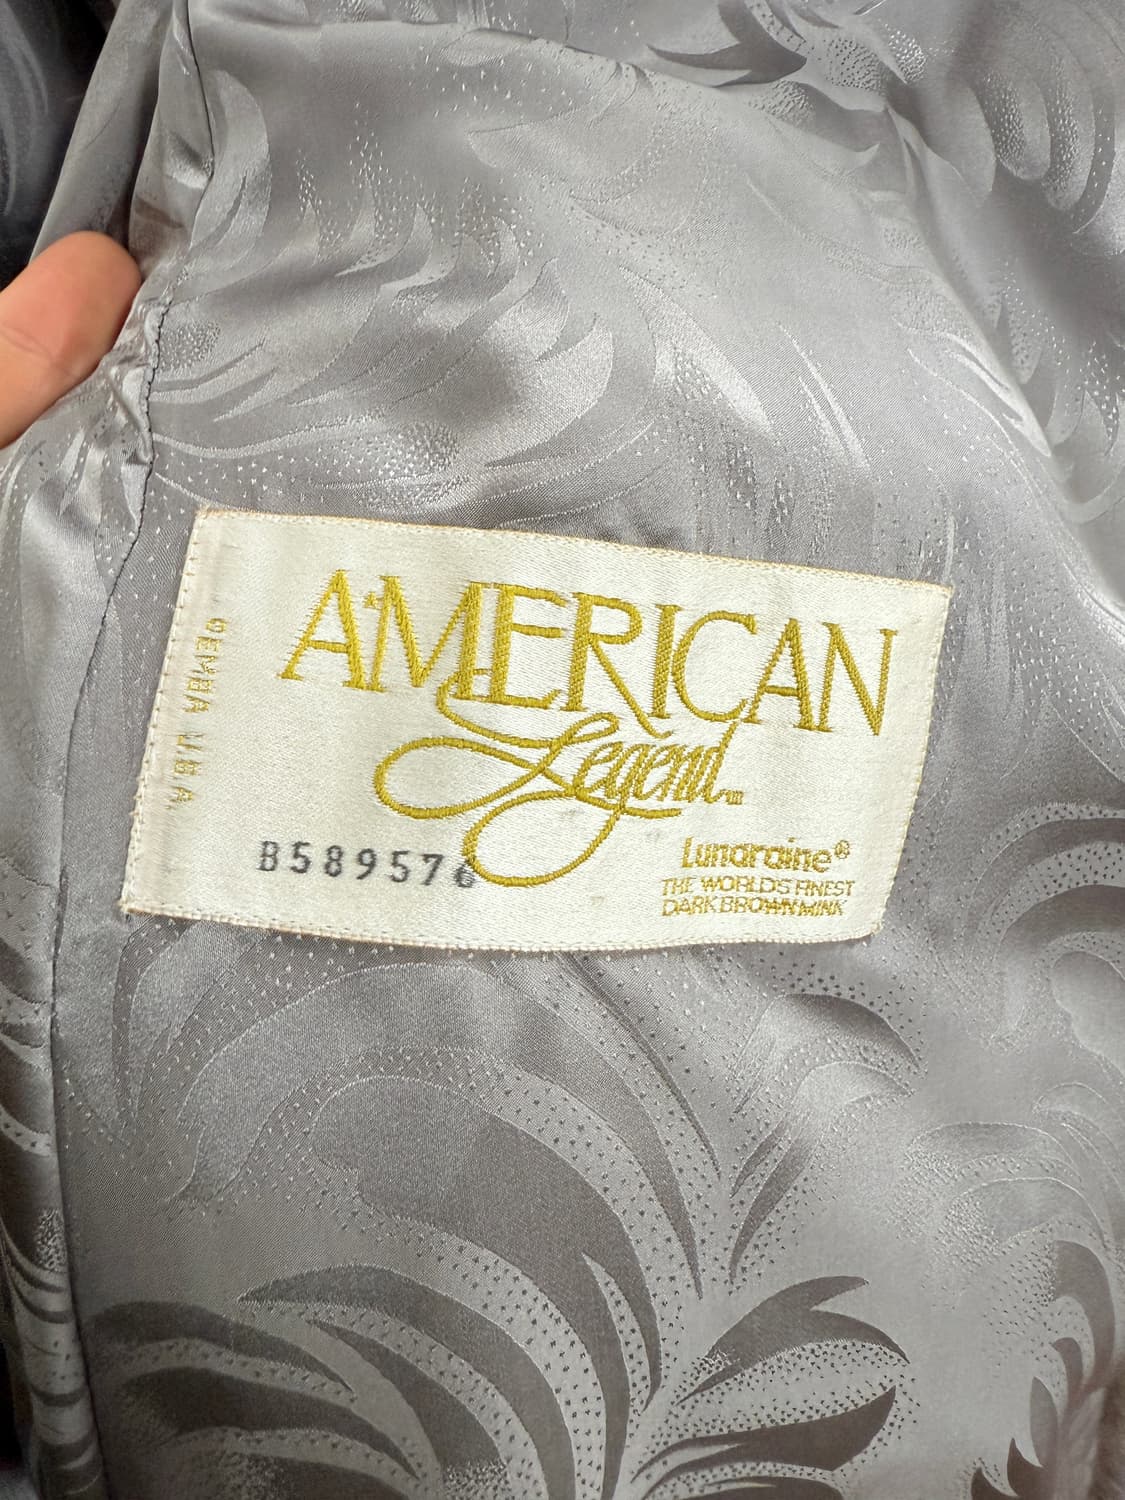 AMERICAN
Legend
B589576
Lunaraine®
THE WORLD'S FINEST
DARK BROWN MINK